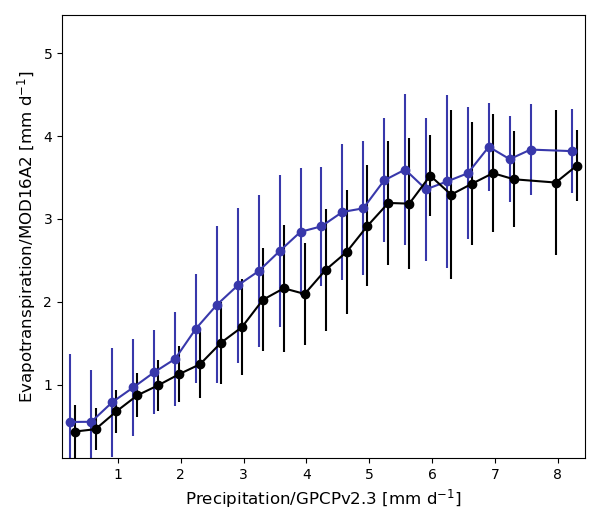 Evapotranspiration/MOD16A2 [mm d⁻¹]
5
4
3
2
1
1 2 3 4 5 6 7 8
Precipitation/GPCPv2.3 [mm d⁻¹]